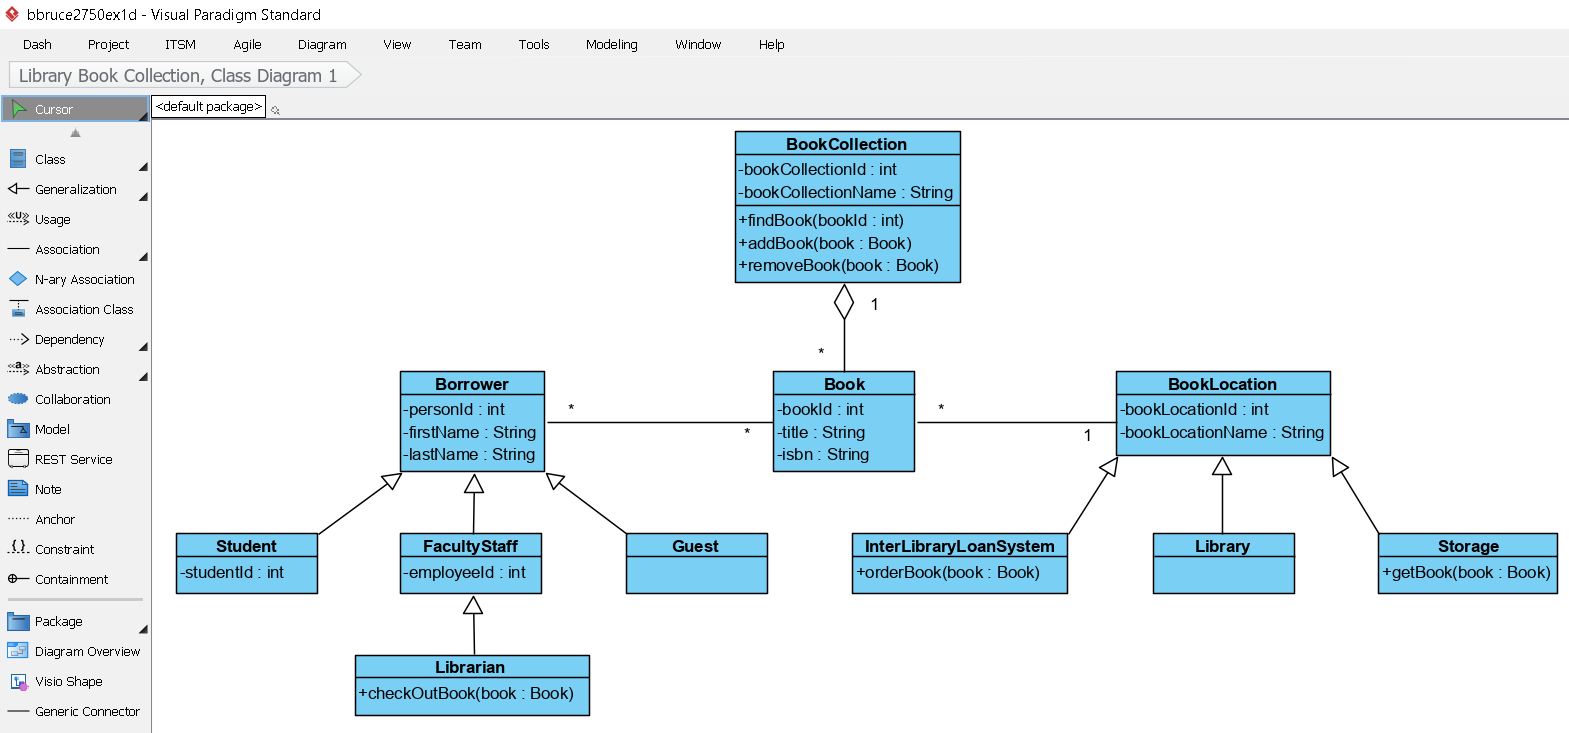 bbruce2750ex1d - Visual Paradigm Standard
Dash Project ITSM Agile Diagram View Team Tools Modeling Window Help
Library Book Collection, Class Diagram 1
Cursor
<default package>
Class
Generalization
Usage
Association
N-ary Association
Association Class
Dependency
Abstraction
Collaboration
Model
REST Service
Note
Anchor
Constraint
Containment
Package
Diagram Overview
Visio Shape
Generic Connector
BookCollection
-bookCollectionId : int
-bookCollectionName : String
+findBook(bookId : int)
+addBook(book : Book)
+removeBook(book : Book)
1
*
Borrower
-personId : int
-firstName : String
-lastName : String
*
*
Book
-bookId : int
-title : String
-isbn : String
*
1
BookLocation
-bookLocationId : int
-bookLocationName : String
Student
-studentId : int
FacultyStaff
-employeeId : int
Guest
InterLibraryLoanSystem
+orderBook(book : Book)
Library
Storage
+getBook(book : Book)
Librarian
+checkOutBook(book : Book)